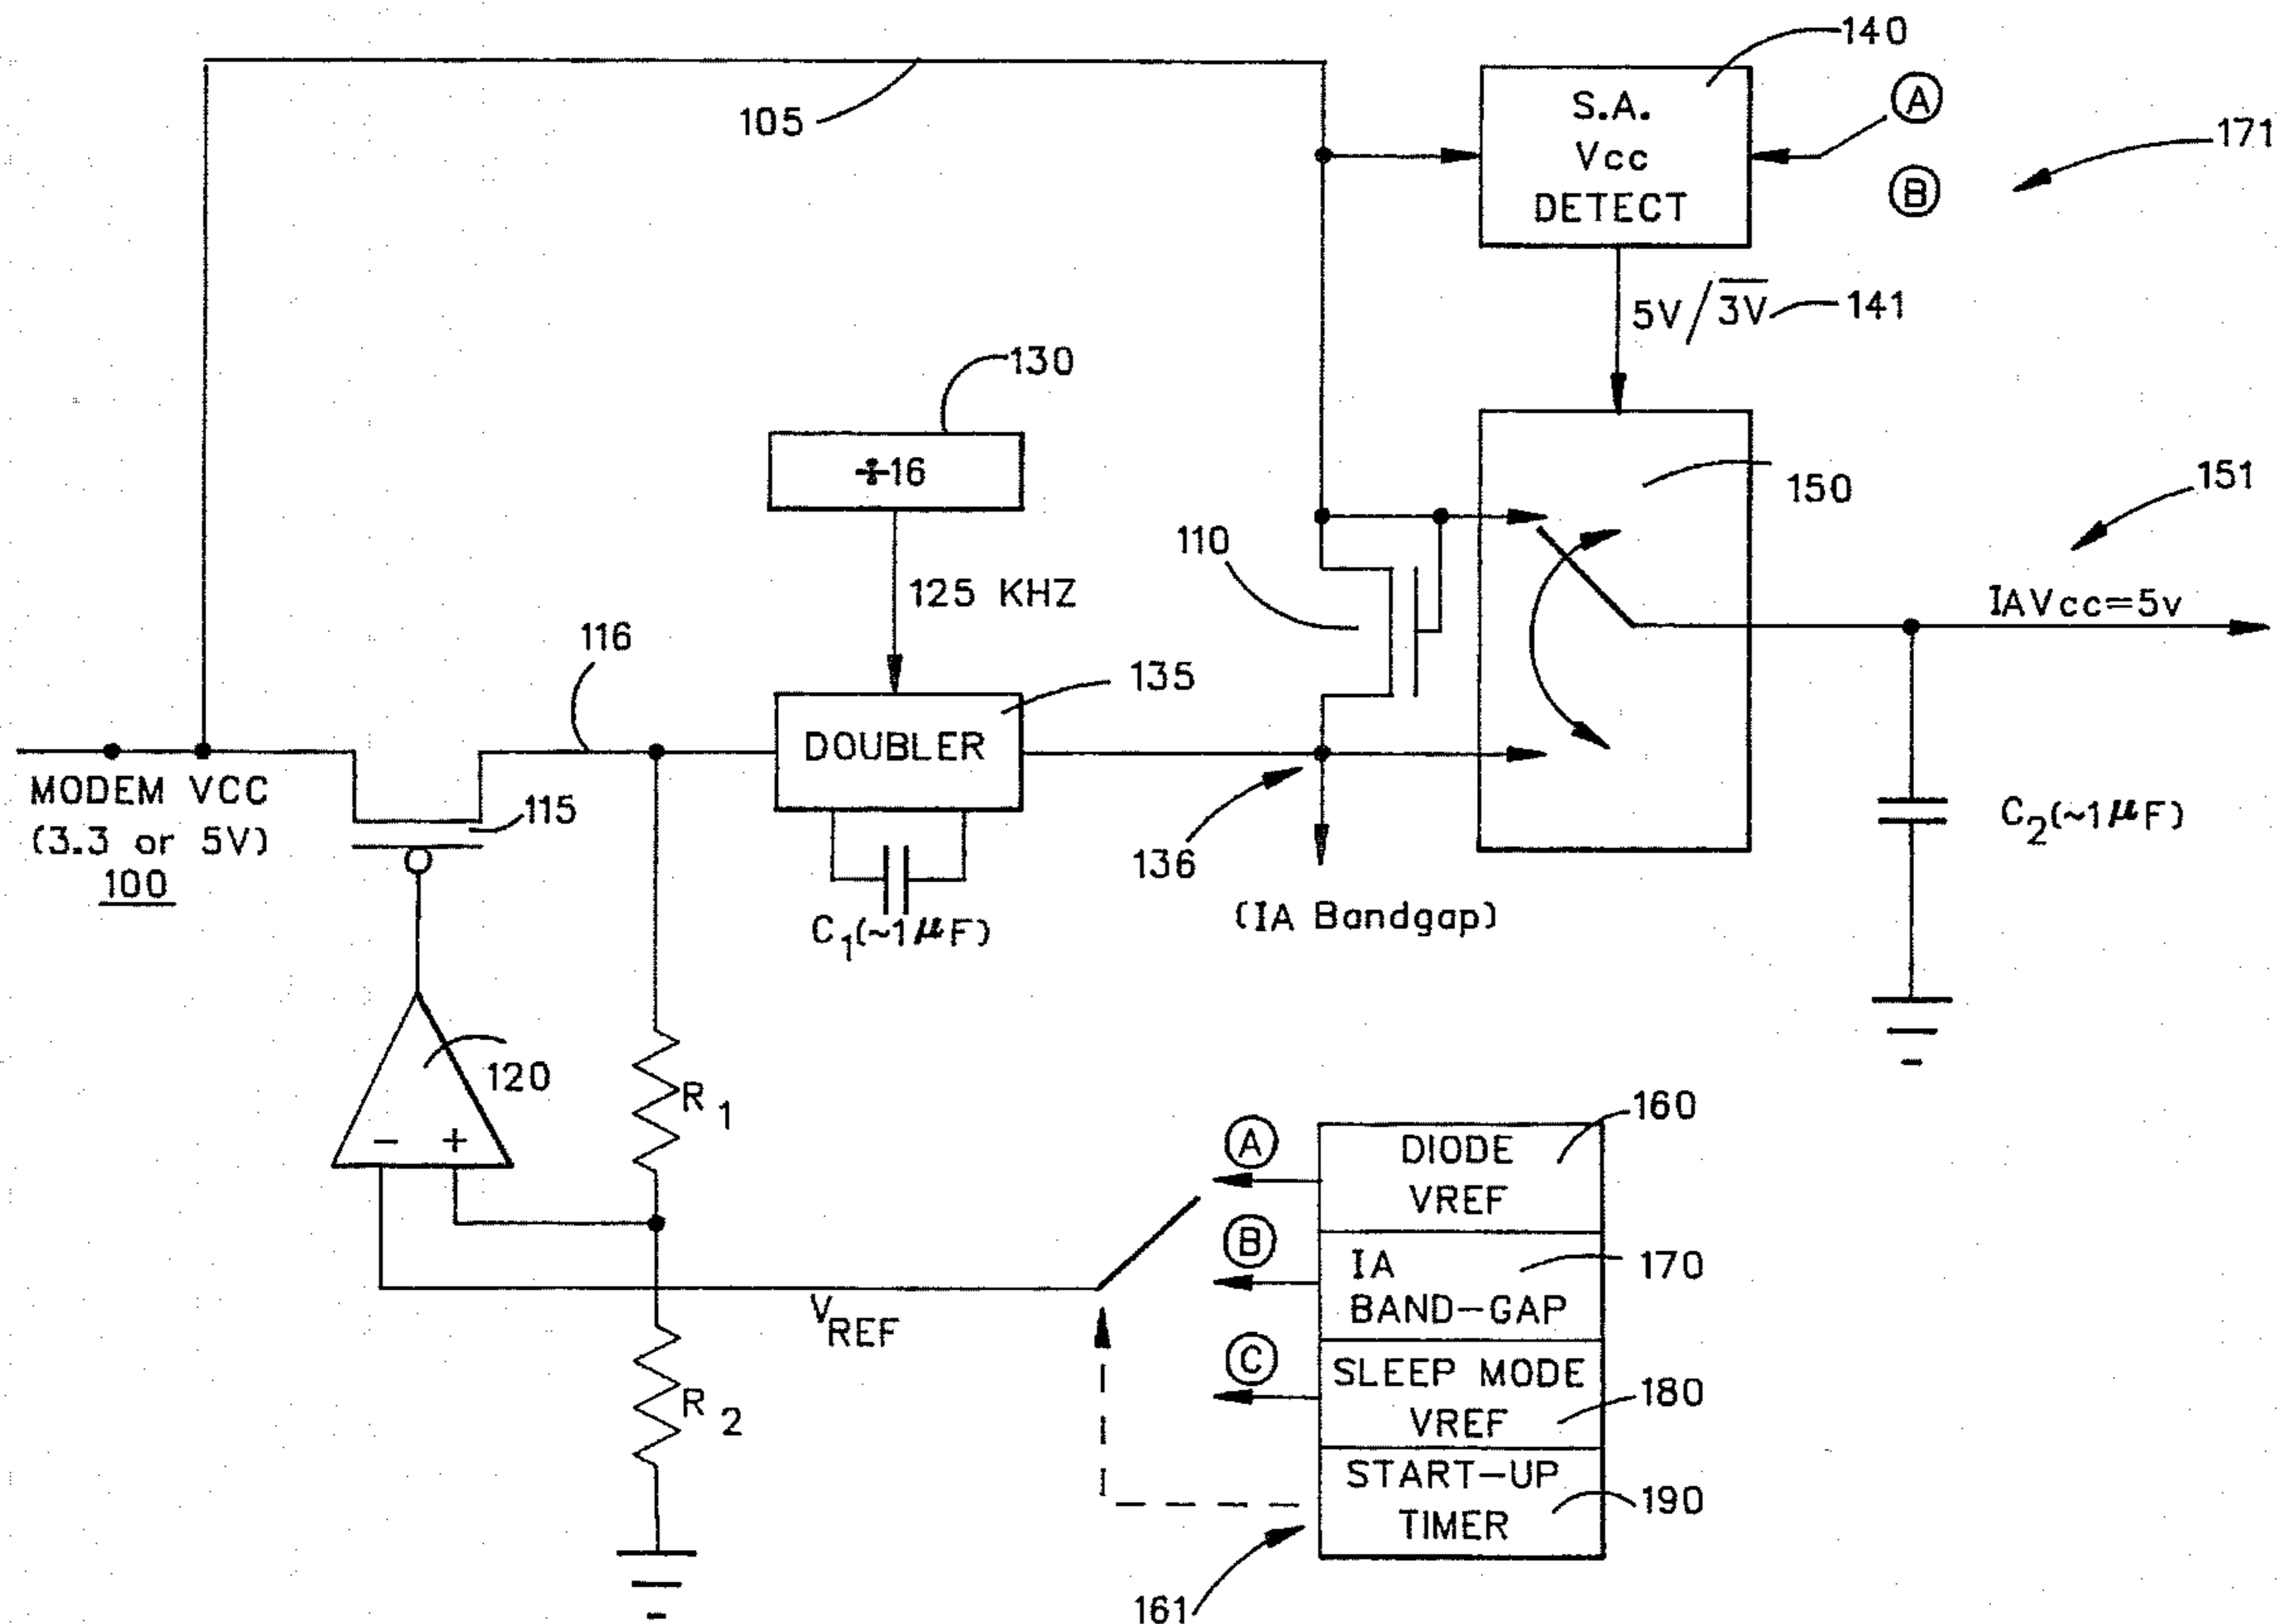 140
S.A.
Vcc
DETECT
A
B
171
105
5V/3V
141
130
÷16
150
151
110
125 KHZ
IAVcc=5v
116
135
DOUBLER
MODEM VCC
(3.3 or 5V)
100
115
136
C2(~1μF)
C1(~1μF)
(IA Bandgap)
120
- +
R1
160
A
DIODE
VREF
B
IA
BAND-GAP
170
VREF
C
SLEEP MODE
VREF
180
R2
START-UP
TIMER
190
161